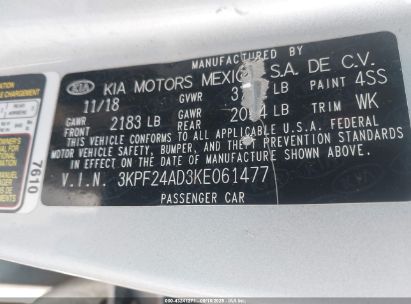 MANUFACTURED BY
KIA KIA MOTORS MEXICO S.A. DE C.V.
11/18 GVWR LB PAINT 4SS
GAWR FRONT 2183 LB GAWR REAR LB TRIM WK
THIS VEHICLE CONFORMS TO ALL APPLICABLE U.S. FEDERAL
MOTOR VEHICLE SAFETY, BUMPER, AND THEFT PREVENTION STANDARDS
IN EFFECT ON THE DATE OF MANUFACTURE SHOWN ABOVE.
V.I.N. 3KPF24AD3KE061477
PASSENGER CAR
7610